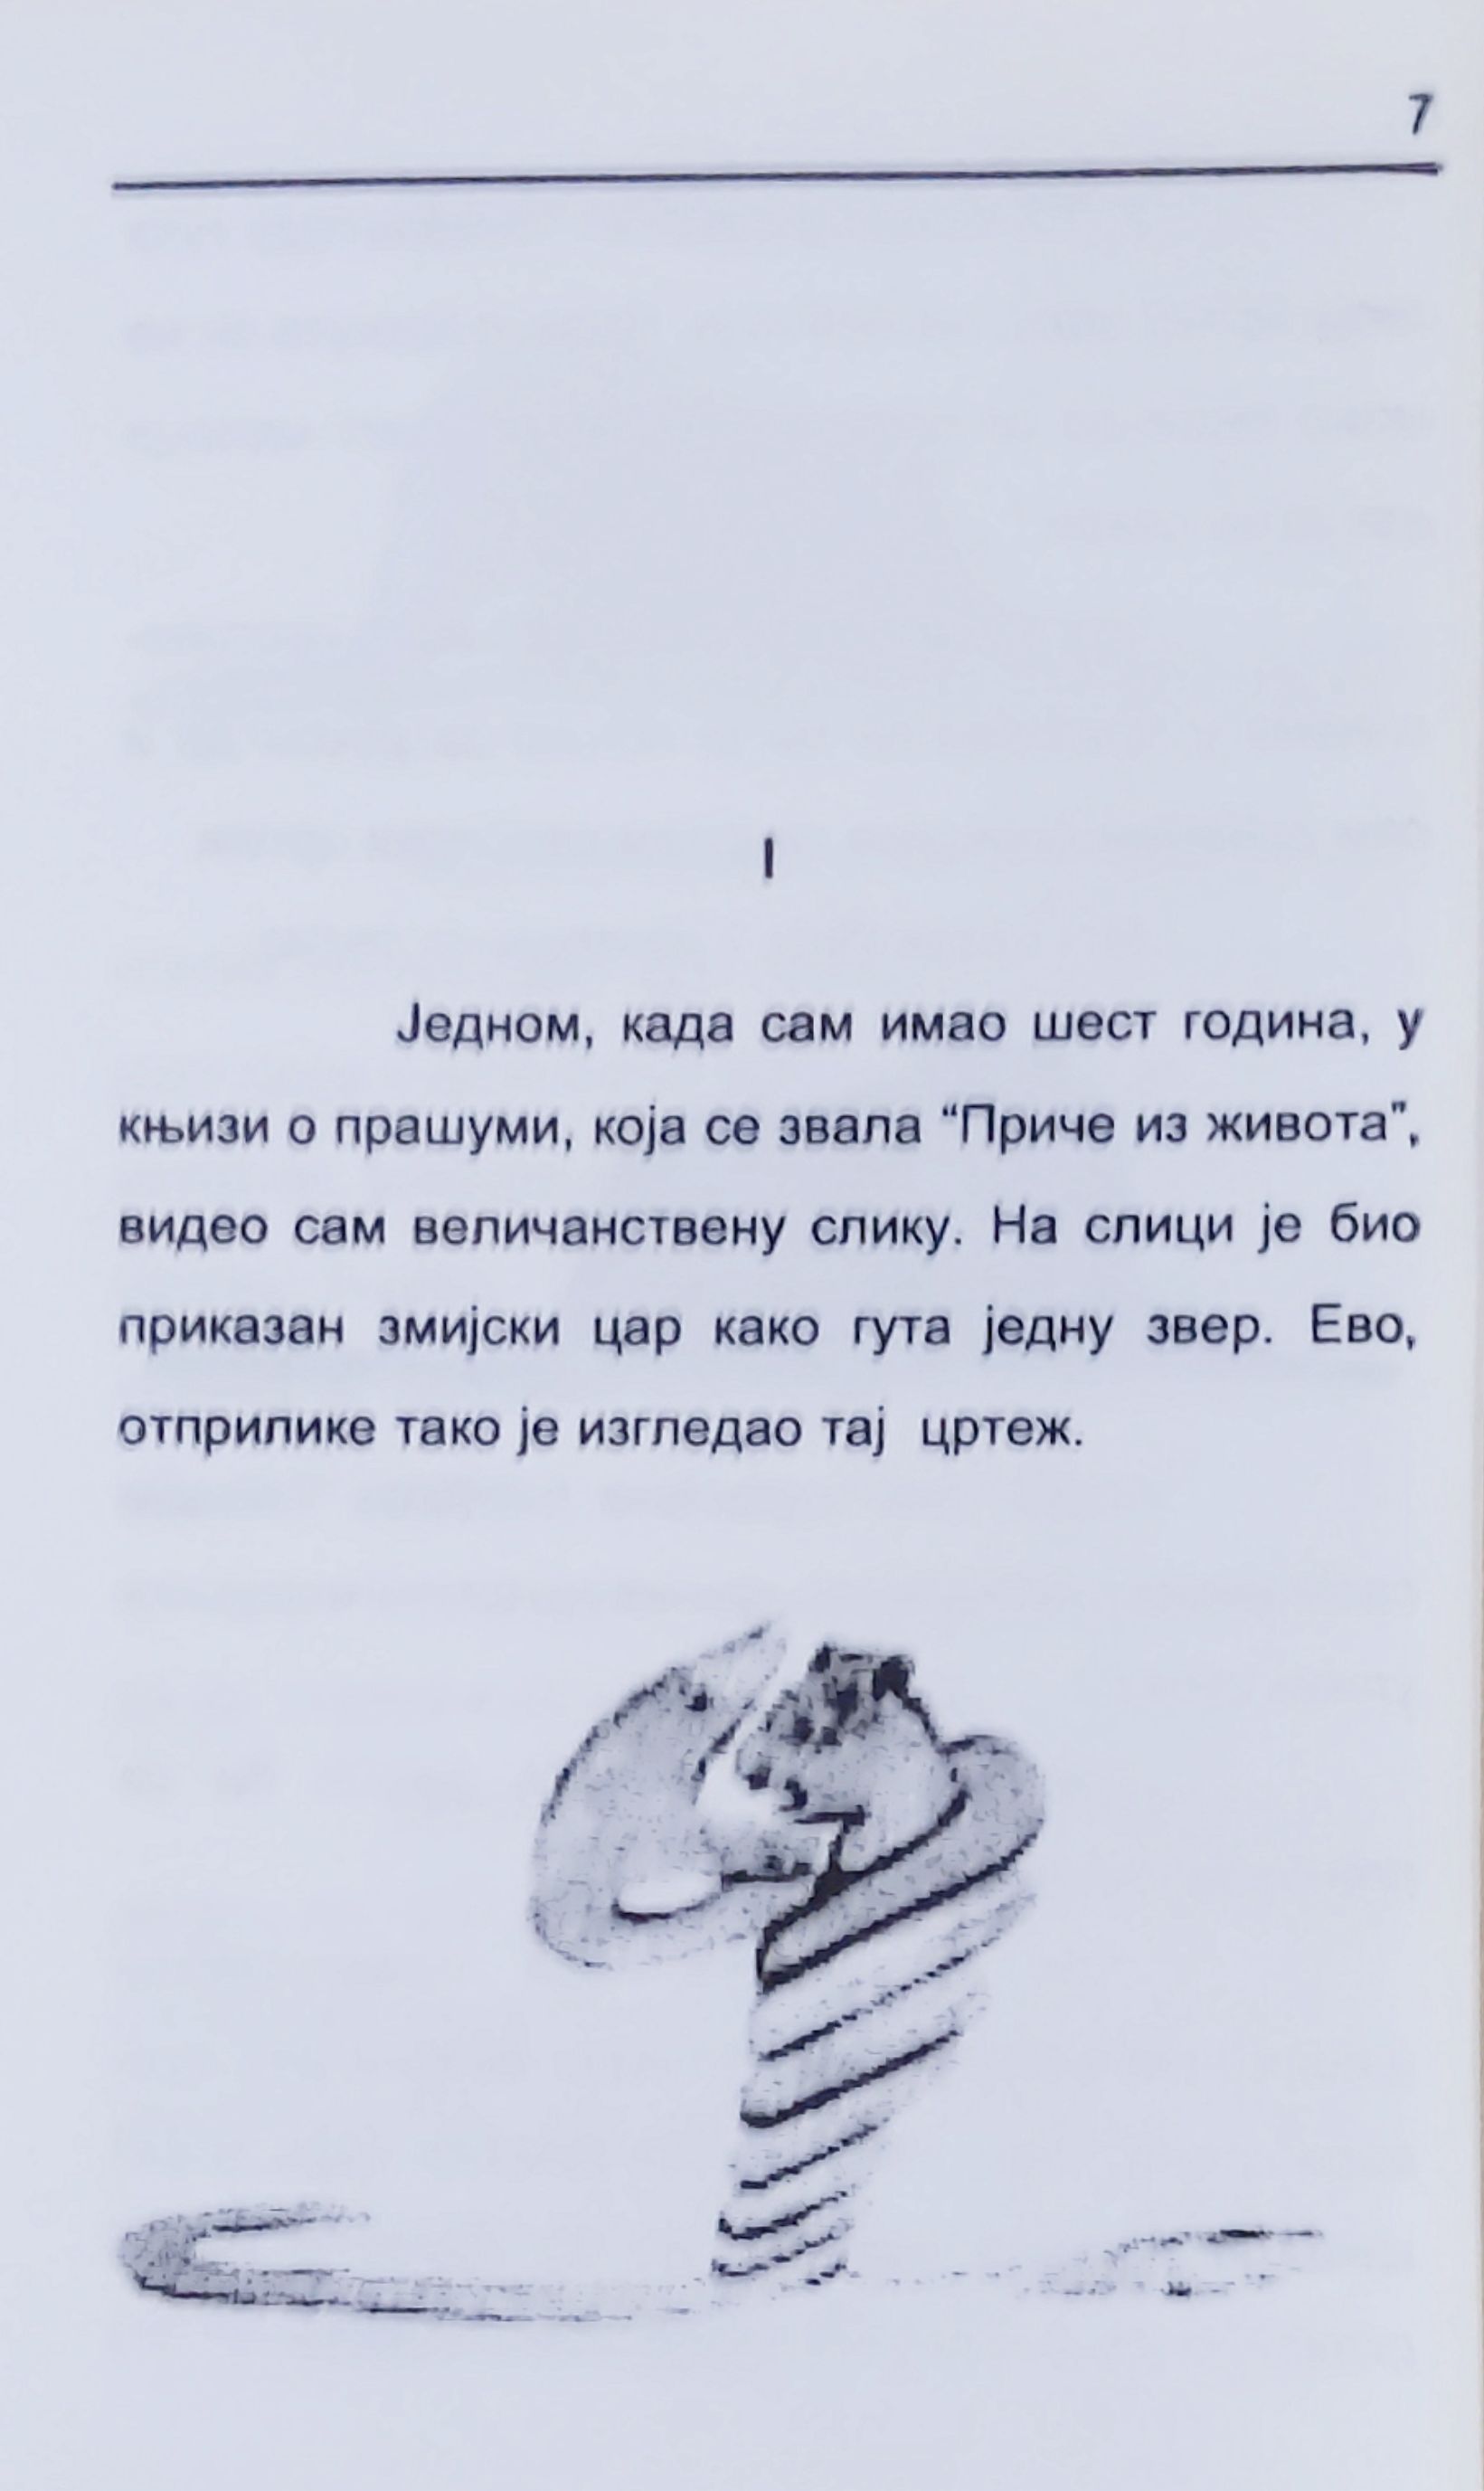 7
I
Једном, када сам имао шест година, у
књизи о прашуми, која се звала “Приче из живота”,
видео сам величанствену слику. На слици је био
приказан змијски цар како гута једну звер. Ево,
отприлике тако је изгледао тај цртеж.